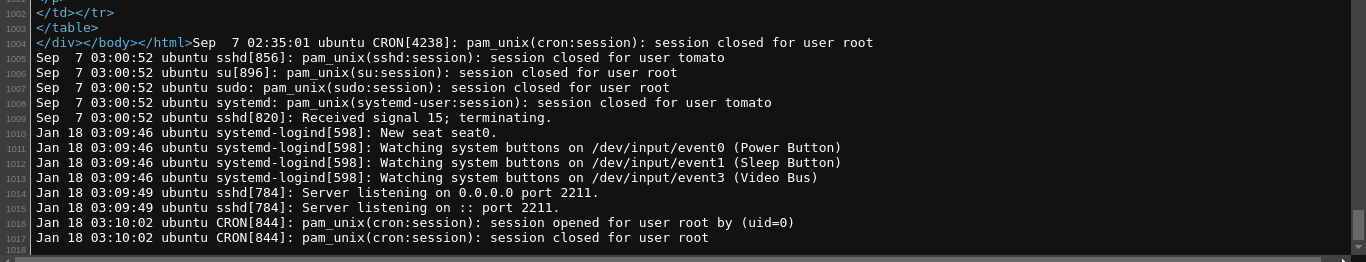 1002 </td></tr>
1003 </table>
1004 </div></body></html>Sep  7 02:35:01 ubuntu CRON[4238]: pam_unix(cron:session): session closed for user root
1005 Sep  7 03:00:52 ubuntu sshd[856]: pam_unix(sshd:session): session closed for user tomato
1006 Sep  7 03:00:52 ubuntu su[896]: pam_unix(su:session): session closed for user root
1007 Sep  7 03:00:52 ubuntu sudo: pam_unix(sudo:session): session closed for user root
1008 Sep  7 03:00:52 ubuntu systemd: pam_unix(systemd-user:session): session closed for user tomato
1009 Sep  7 03:00:52 ubuntu sshd[820]: Received signal 15; terminating.
1010 Jan 18 03:09:46 ubuntu systemd-logind[598]: New seat seat0.
1011 Jan 18 03:09:46 ubuntu systemd-logind[598]: Watching system buttons on /dev/input/event0 (Power Button)
1012 Jan 18 03:09:46 ubuntu systemd-logind[598]: Watching system buttons on /dev/input/event1 (Sleep Button)
1013 Jan 18 03:09:46 ubuntu systemd-logind[598]: Watching system buttons on /dev/input/event3 (Video Bus)
1014 Jan 18 03:09:49 ubuntu sshd[784]: Server listening on 0.0.0.0 port 2211.
1015 Jan 18 03:09:49 ubuntu sshd[784]: Server listening on :: port 2211.
1016 Jan 18 03:10:02 ubuntu CRON[844]: pam_unix(cron:session): session opened for user root by (uid=0)
1017 Jan 18 03:10:02 ubuntu CRON[844]: pam_unix(cron:session): session closed for user root
1018